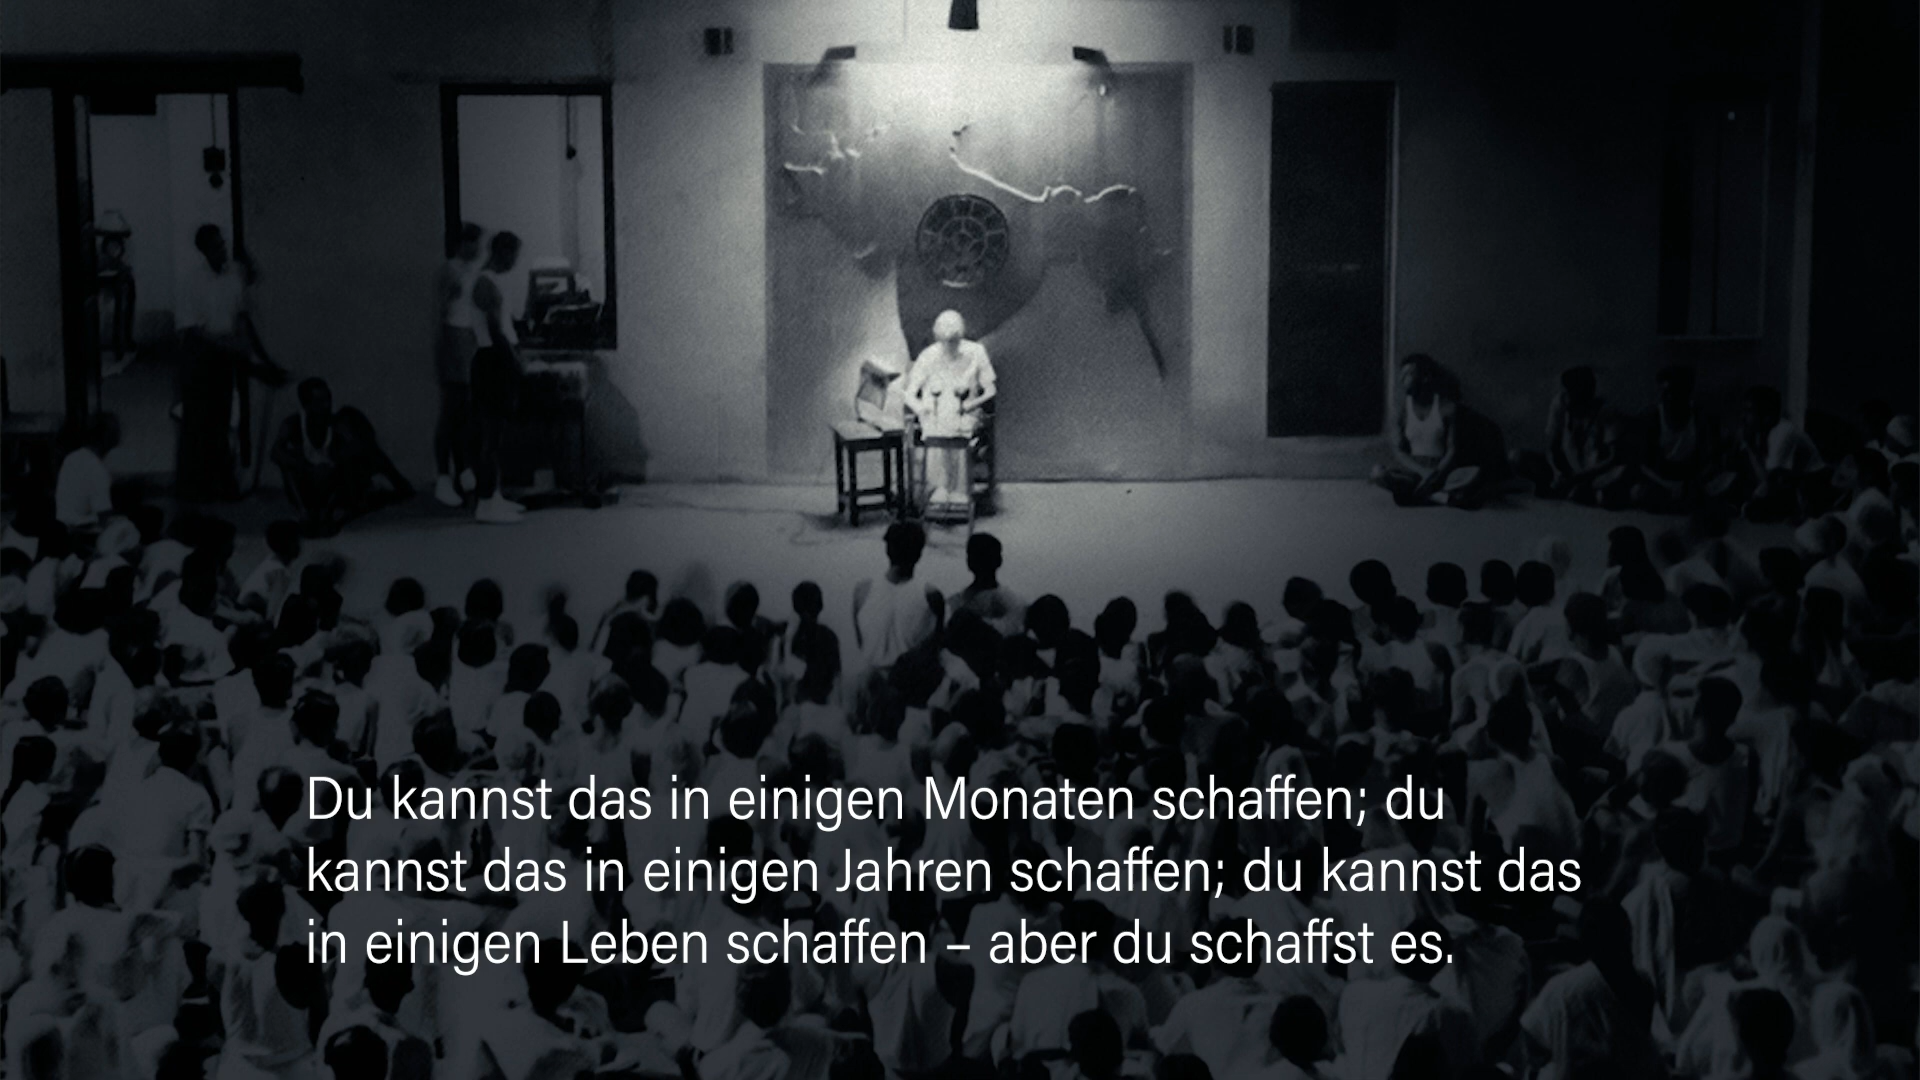 Du kannst das in einigen Monaten schaffen; du
kannst das in einigen Jahren schaffen; du kannst das
in einigen Leben schaffen – aber du schaffst es.